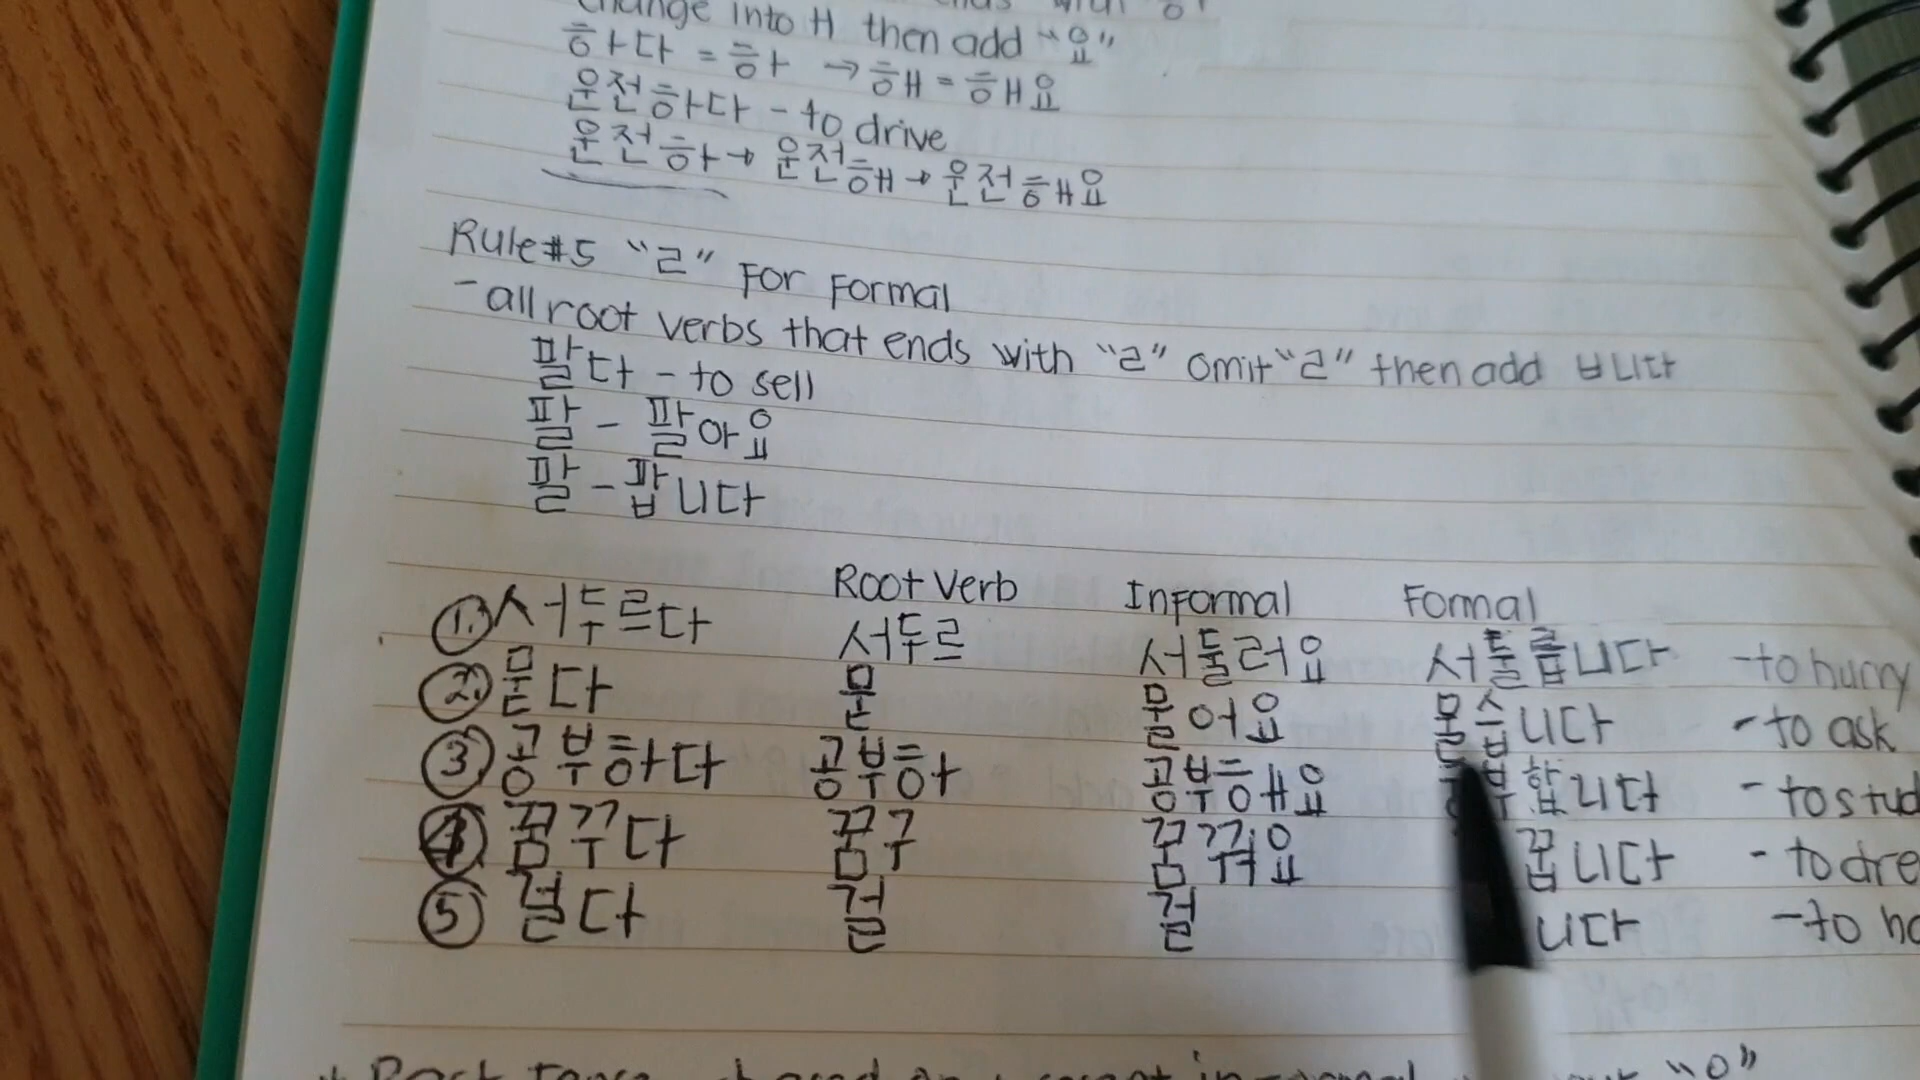 change into ㅐ then add "요"
하다 = 하 → 해 = 해요
운전하다 - to drive
운전하 → 운전해 → 운전해요
Rule#5 "ㄹ" For Formal
- all root verbs that ends with "ㄹ" omit "ㄹ" then add ㅂ니다
팔다 - to sell
팔 - 팔아요
팔 - 팝니다
Root Verb Informal Formal
1. 서두르다 서두르 서둘러요 서둘릅니다 - to hurry
2. 묻다 묻 물어요 뭇습니다 - to ask
3 공부하다 공부하 공부해요 부합니다 - to stud
4 꿈꾸다 꿈구 꿈꿔요 꿉니다 - to dre
5 걸다 걸 걸 니다 - to